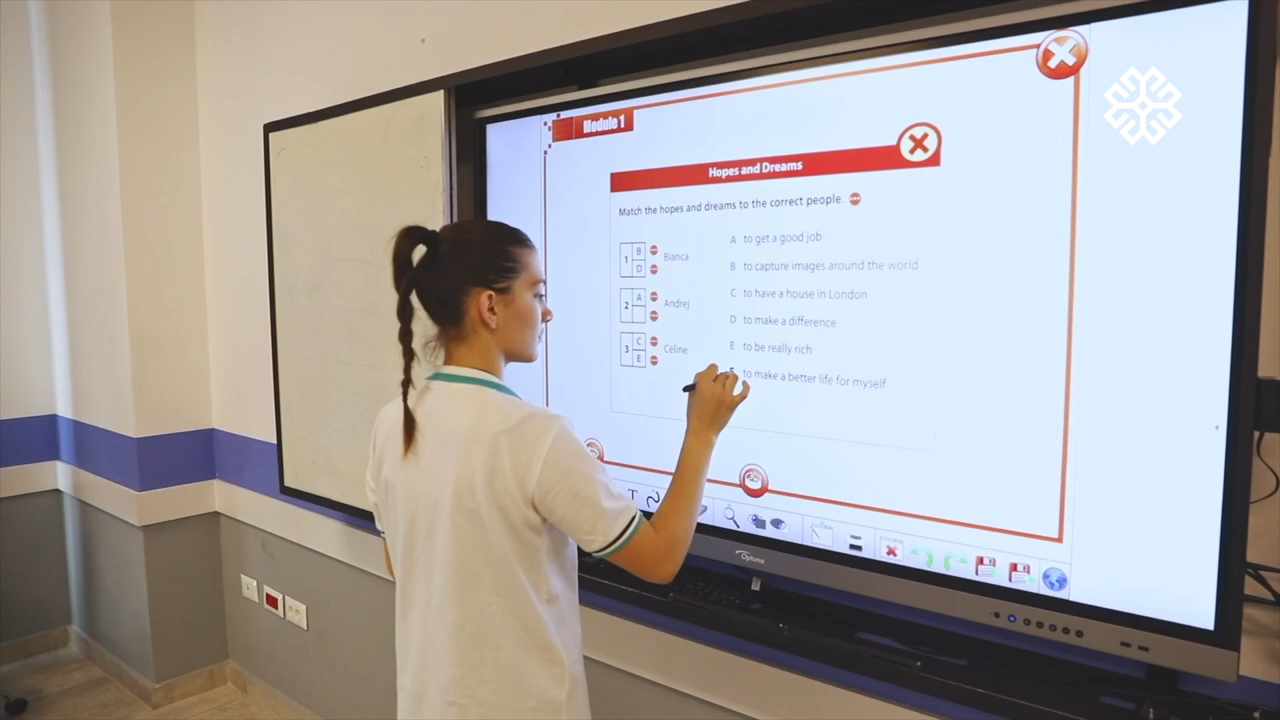 Module 1
Hopes and Dreams
Match the hopes and dreams to the correct people.
1 B D Bianca
2 A Andrej
3 C E Celine
A to get a good job
B to capture images around the world
C to have a house in London
D to make a difference
E to be really rich
to make a better life for myself
T
Optoma